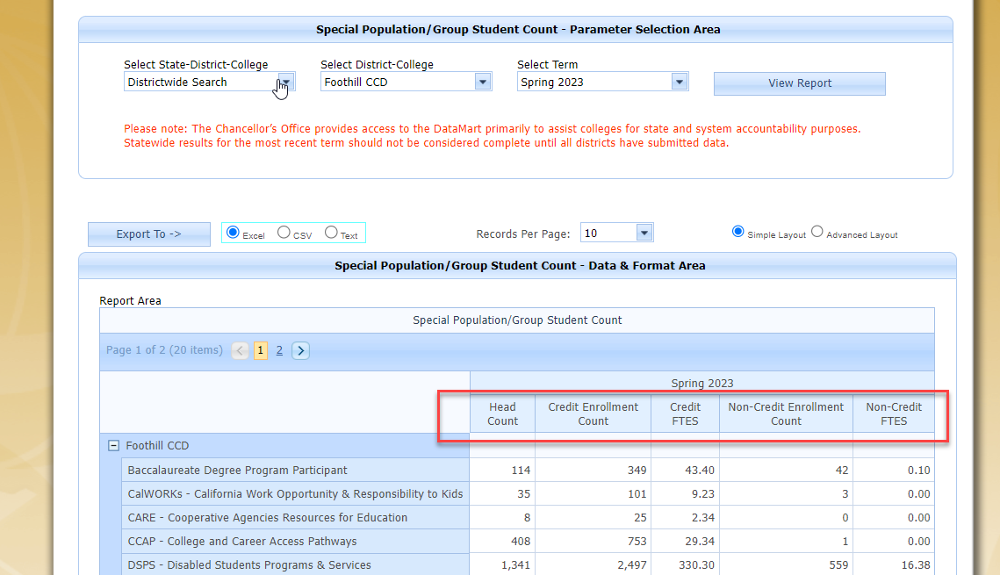 Special Population/Group Student Count - Parameter Selection Area
Select State-District-College Select District-College Select Term
Districtwide Search Foothill CCD Spring 2023 View Report
Please note: The Chancellor's Office provides access to the DataMart primarily to assist colleges for state and system accountability purposes.
Statewide results for the most recent term should not be considered complete until all districts have submitted data.
Export To -> Excel CSV Text Records Per Page: 10 Simple Layout Advanced Layout
Special Population/Group Student Count - Data & Format Area
Report Area
Special Population/Group Student Count
Page 1 of 2 (20 items) < 1 2 >
Spring 2023
Head Credit Enrollment Credit Non-Credit Enrollment Non-Credit
Count Count FTES Count FTES
Foothill CCD
Baccalaureate Degree Program Participant 114 349 43.40 42 0.10
CalWORKs - California Work Opportunity & Responsibility to Kids 35 101 9.23 3 0.00
CARE - Cooperative Agencies Resources for Education 8 25 2.34 0 0.00
CCAP - College and Career Access Pathways 408 753 29.34 1 0.00
DSPS - Disabled Students Programs & Services 1,341 2,497 330.30 559 16.38